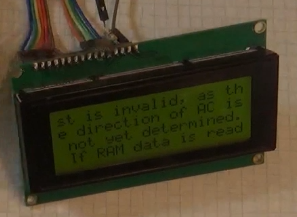 st is invalid, as th
e direction of AC is
not yet determined.
If RAM data is read